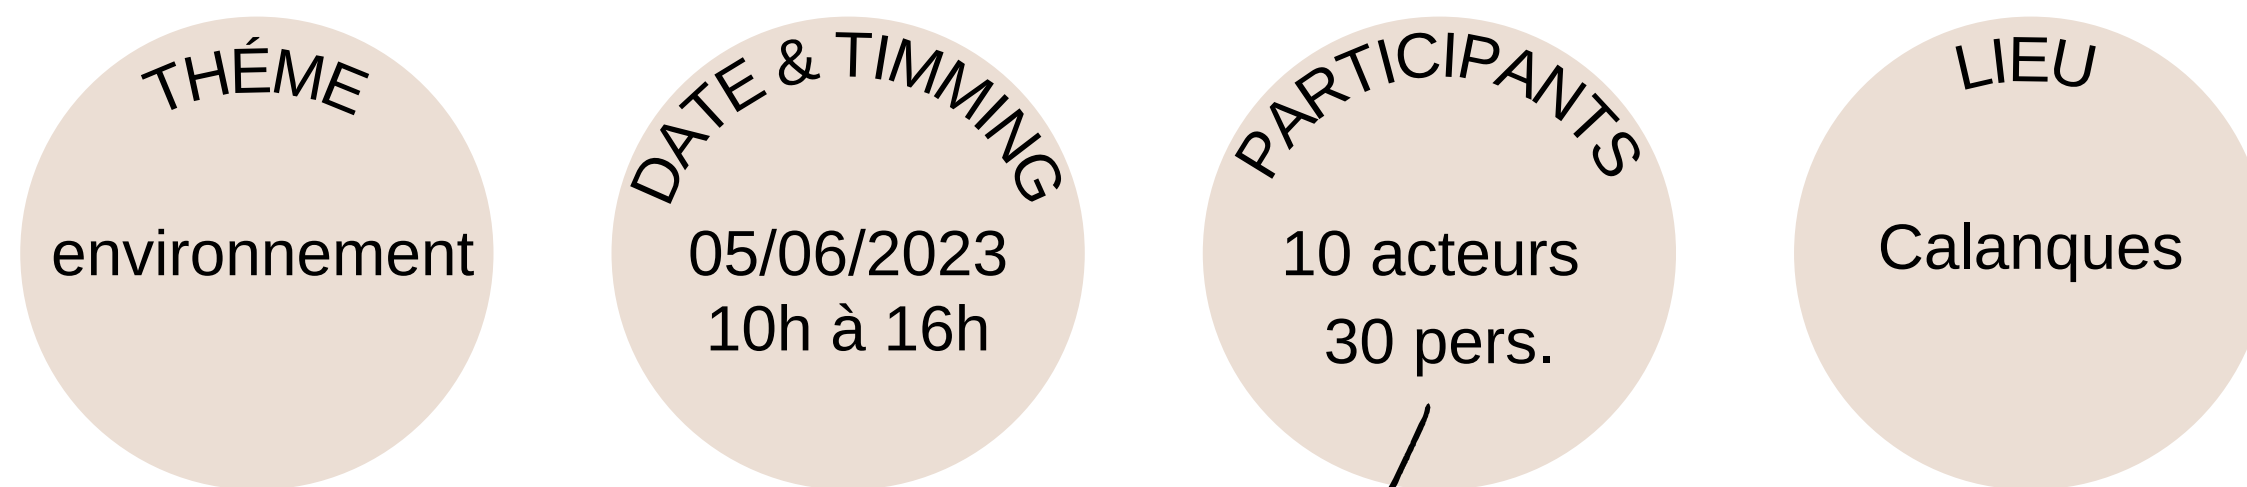 THÉME
environnement
DATE & TIMMING
05/06/2023
10h à 16h
PARTICIPANTS
10 acteurs
30 pers.
LIEU
Calanques